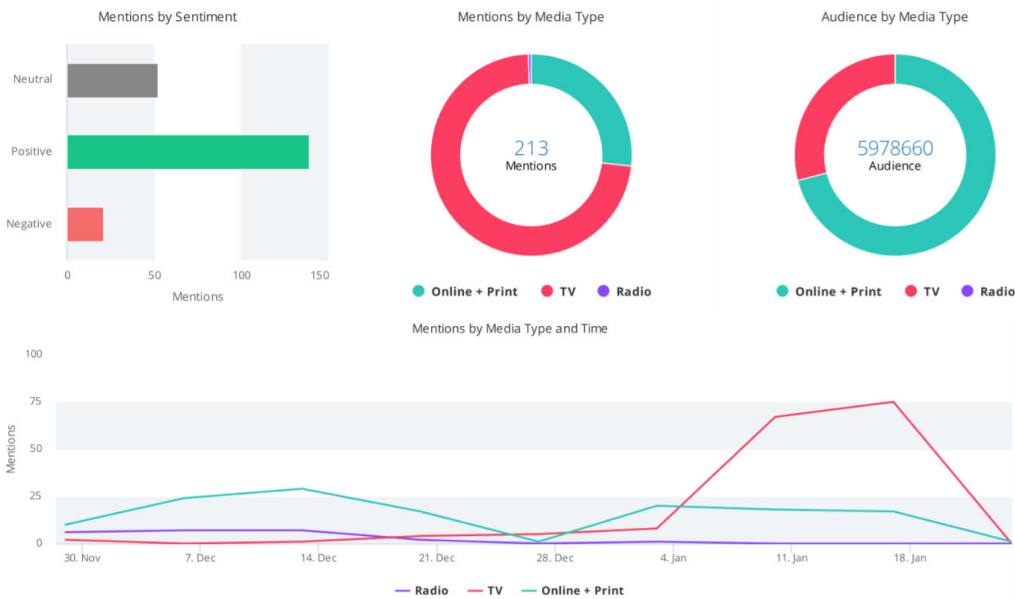 Mentions by Sentiment
Neutral
Positive
Negative
0 50 100 150
Mentions
Mentions by Media Type
213
Mentions
Online + Print TV Radio
Audience by Media Type
5978660
Audience
Online + Print TV Radio
Mentions by Media Type and Time
Mentions
100
75
50
25
0
30. Nov 7. Dec 14. Dec 21. Dec 28. Dec 4. Jan 11. Jan 18. Jan
Radio TV Online + Print